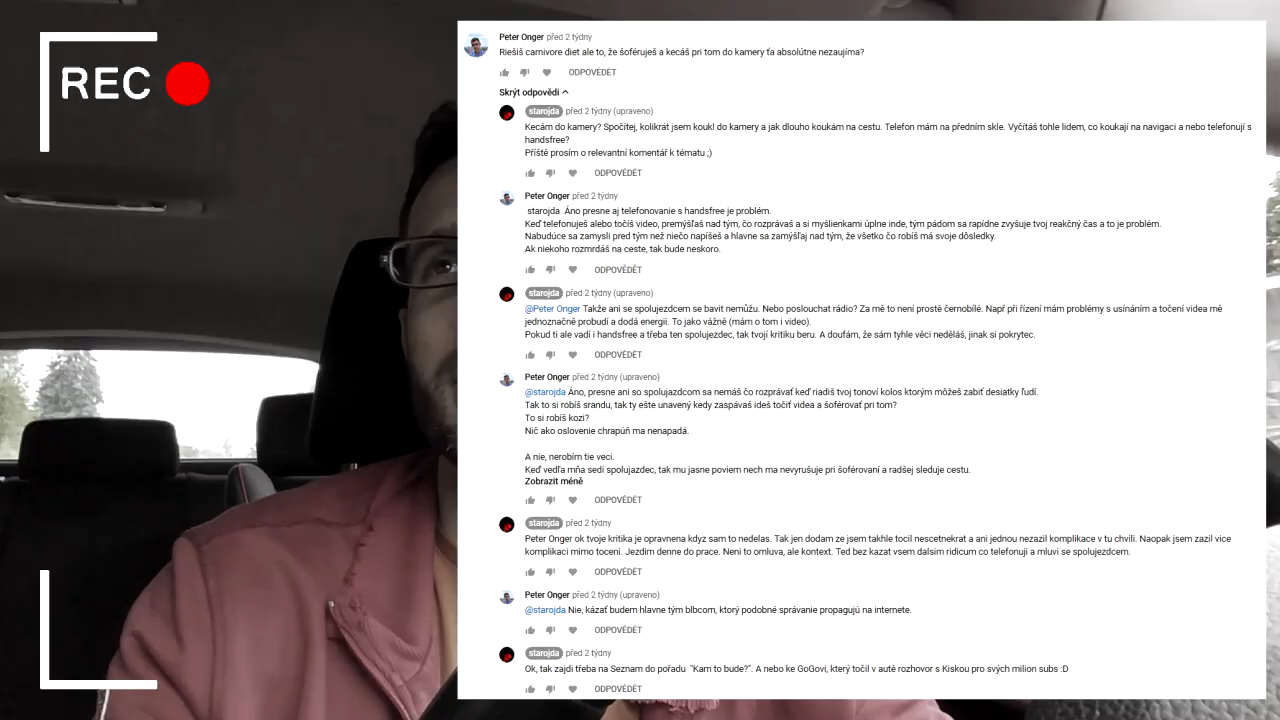 REC
Peter Onger před 2 týdny
Riešiš carnivore diet ale to, že šoféruješ a kecáš pri tom do kamery ťa absolútne nezaujíma?
ODPOVĚDĚT
Skrýt odpovědi
starojda před 2 týdny (upraveno)
Kecám do kamery? Spočítej, kolikrát jsem koukl do kamery a jak dlouho koukám na cestu. Telefon mám na předním skle. Vyčítáš tohle lidem, co koukají na navigaci a nebo telefonují s
handsfree?
Příště prosím o relevantní komentář k tématu ;)
ODPOVĚDĚT
Peter Onger před 2 týdny
starojda Áno presne aj telefonovanie s handsfree je problém.
Keď telefonuješ alebo točíš video, premýšľaš nad tým, čo rozprávaš a si myšlienkami úplne inde, tým pádom sa rapídne zvyšuje tvoj reakčný čas a to je problém.
Nabudúce sa zamysli pred tým než niečo napíšeš a hlavne sa zamýšľaj nad tým, že všetko čo robíš má svoje dôsledky.
Ak niekoho rozmrdáš na ceste, tak bude neskoro.
ODPOVĚDĚT
starojda před 2 týdny (upraveno)
@Peter Onger Takže ani se spolujezdcem se bavit nemůžu. Nebo poslouchat rádio? Za mě to není prostě černobílé. Např při řízení mám problémy s usínáním a točení videa mě
jednoznačně probudí a dodá energii. To jako vážně (mám o tom i video).
Pokud ti ale vadí i handsfree a třeba ten spolujezdec, tak tvojí kritiku beru. A doufám, že sám tyhle věci neděláš, jinak si pokrytec.
ODPOVĚDĚT
Peter Onger před 2 týdny (upraveno)
@starojda Áno, presne ani so spolujazdcom sa nemáš čo rozprávať keď riadiš tvoj tonoví kolos ktorým môžeš zabiť desiatky ľudí.
Tak to si robíš srandu, tak ty ešte unavený kedy zaspávaš ideš točiť videa a šoférovať pri tom?
To si robíš kozi?
Nič ako oslovenie chrapúň ma nenapadá.
A nie, nerobím tie veci.
Keď vedľa mňa sedí spolujazdec, tak mu jasne poviem nech ma nevyrušuje pri šoférovaní a radšej sleduje cestu.
Zobrazit méně
ODPOVĚDĚT
starojda před 2 týdny
Peter Onger ok tvoje kritika je opravnena kdyz sam to nedelas. Tak jen dodam ze jsem takhle tocil nescetnekrat a ani jednou nezazil komplikace v tu chvili. Naopak jsem zazil vice
komplikaci mimo toceni. Jezdim denne do prace. Neni to omluva, ale kontext. Ted bez kazat vsem dalsim ridicum co telefonuji a mluvi se spolujezdcem.
ODPOVĚDĚT
Peter Onger před 2 týdny (upraveno)
@starojda Nie, kázať budem hlavne tým blbcom, ktorý podobné správanie propagujú na internete.
ODPOVĚDĚT
starojda před 2 týdny
Ok, tak zajdi třeba na Seznam do pořadu "Kam to bude?". A nebo ke GoGovi, který točil v autě rozhovor s Kiskou pro svých milion subs :D
ODPOVĚDĚT